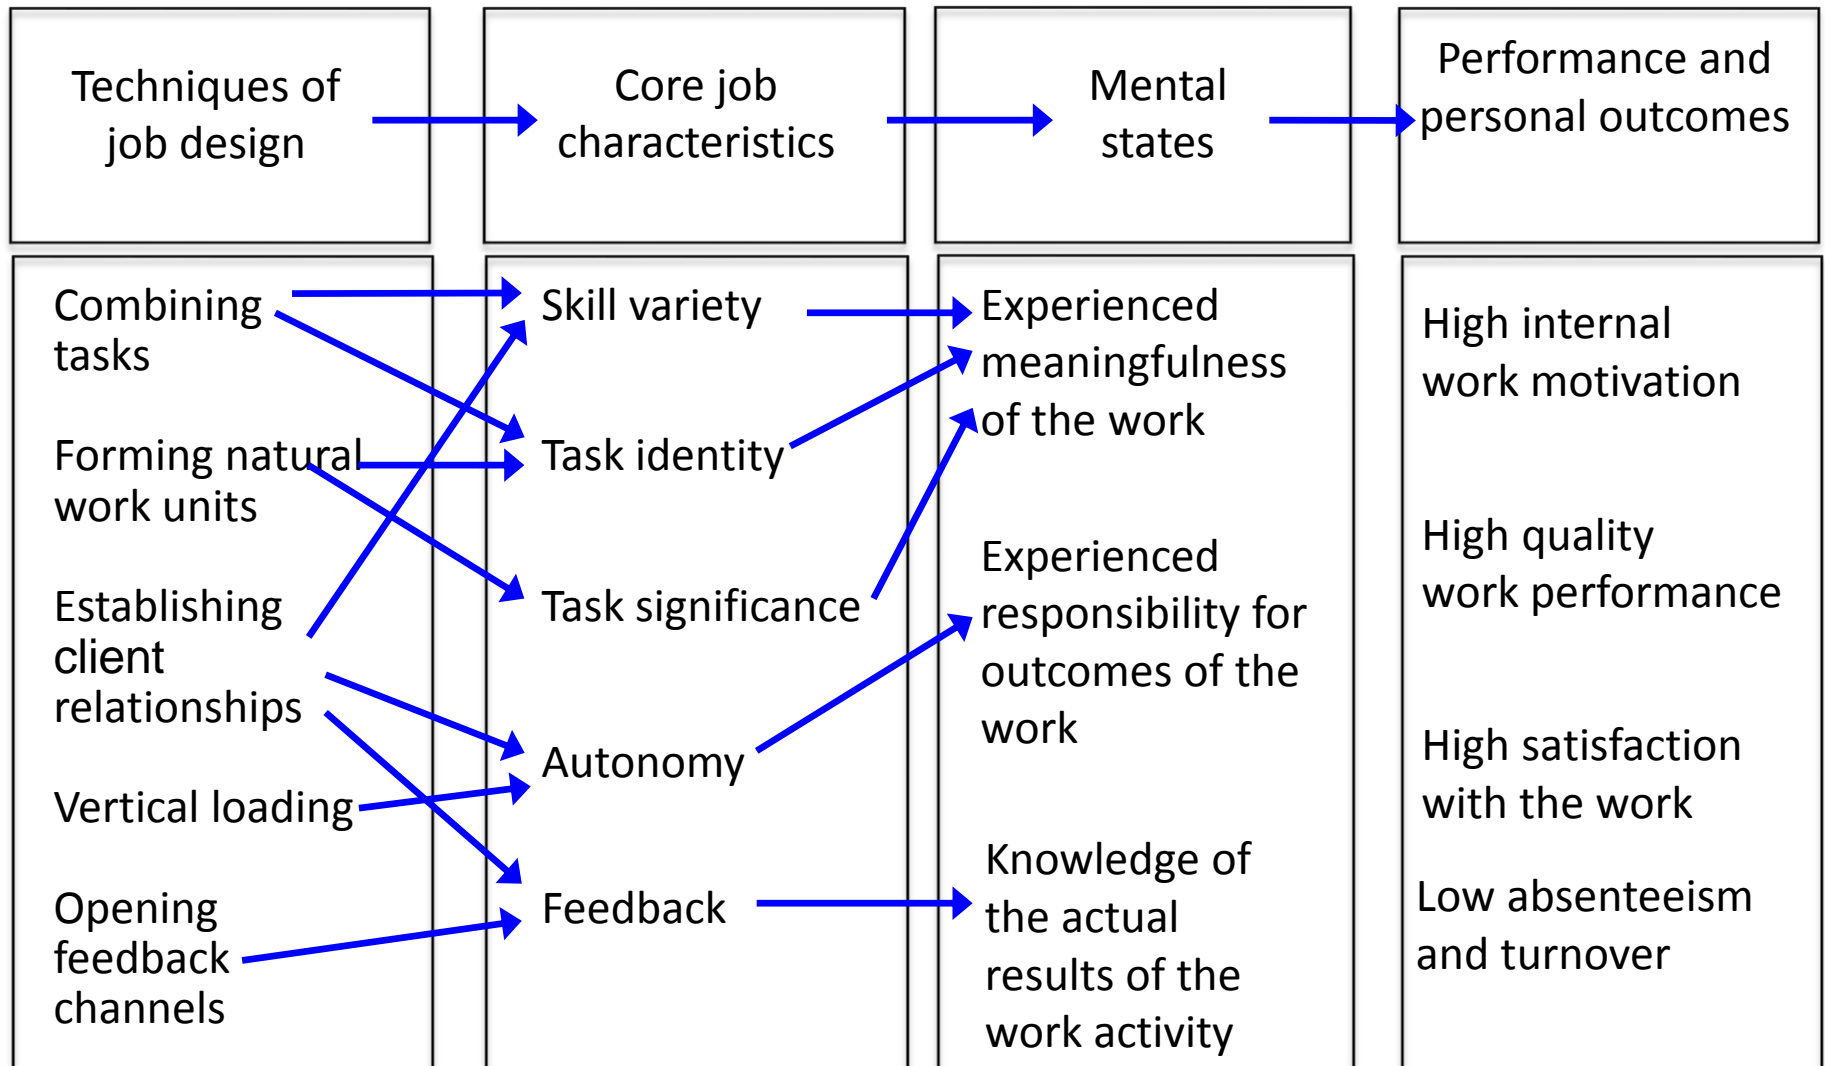 Techniques of
job design
Core job
characteristics
Mental
states
Performance and
personal outcomes
Combining
tasks
Forming natural
work units
Establishing
client
relationships
Vertical loading
Opening
feedback
channels
Skill variety
Task identity
Task significance
Autonomy
Feedback
Experienced
meaningfulness
of the work
Experienced
responsibility for
outcomes of the
work
Knowledge of
the actual
results of the
work activity
High internal
work motivation
High quality
work performance
High satisfaction
with the work
Low absenteeism
and turnover